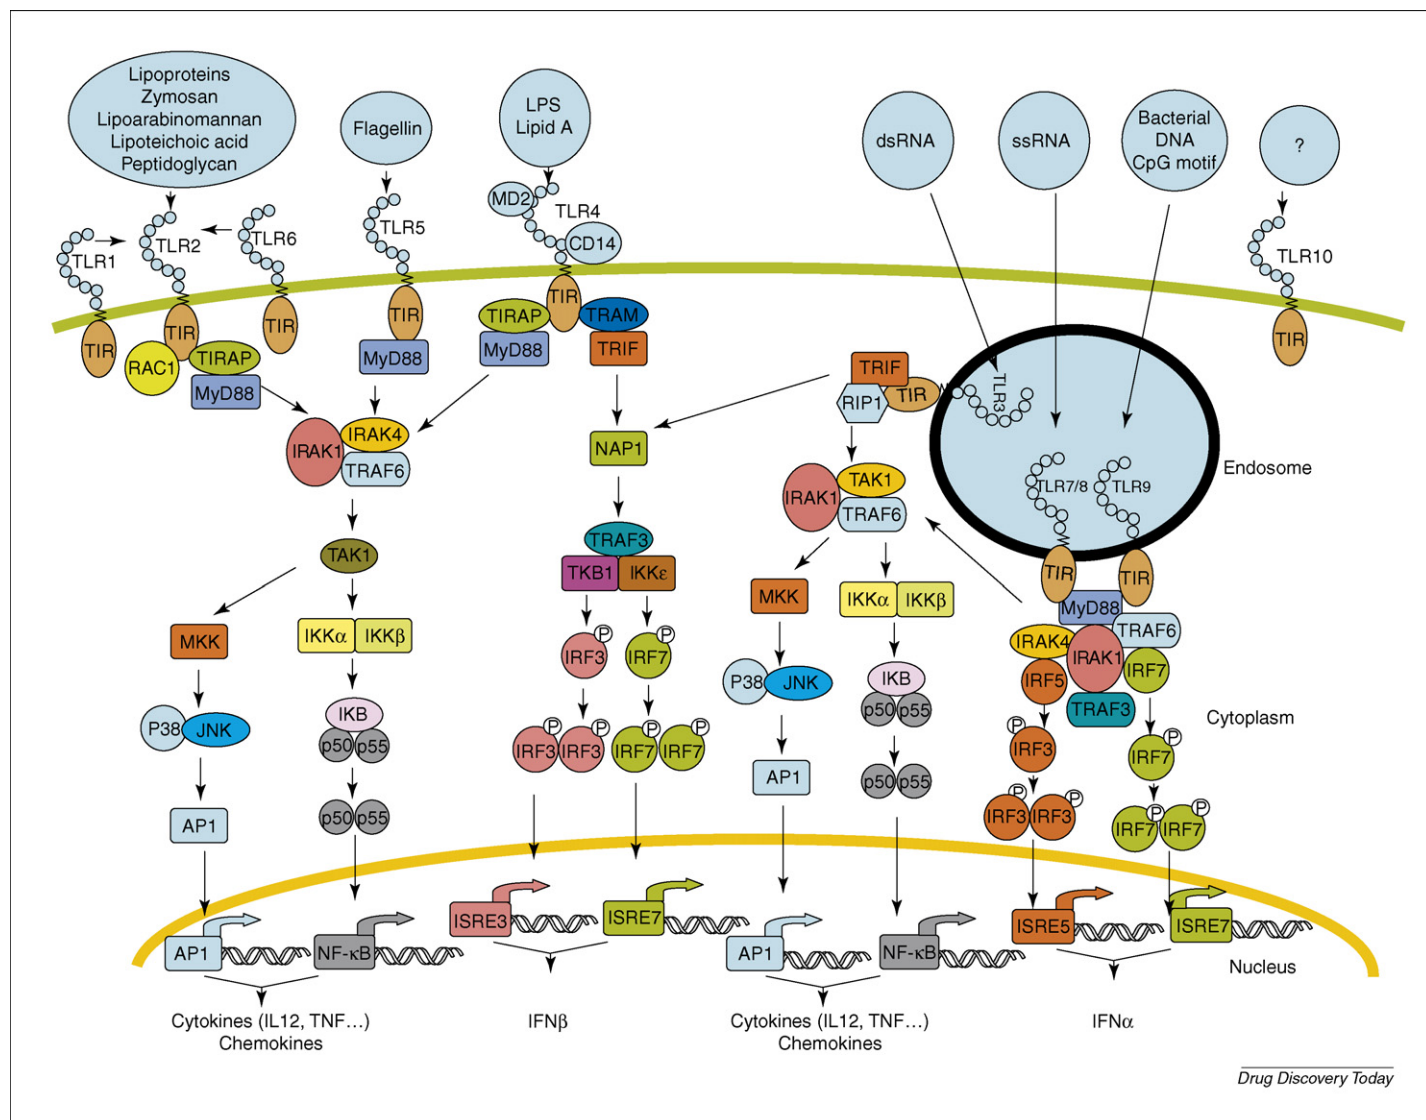 Lipoproteins
Zymosan
Lipoarabinomannan
Lipoteichoic acid
Peptidoglycan
Flagellin
LPS
Lipid A
dsRNA
ssRNA
Bacterial
DNA
CpG motif
?
MD2
TLR4
CD14
TLR1
TLR2
TLR6
TLR5
TLR10
TIR
TIR
TIR
TIR
TIR
TIR
RAC1
TIRAP
MyD88
MyD88
TIRAP
MyD88
TRAM
TRIF
TRIF
RIP1
TIR
TLR3
IRAK1
IRAK4
TRAF6
NAP1
IRAK1
TAK1
TRAF6
TLR7/8
TLR9
Endosome
TAK1
TRAF3
TKB1
IKKε
MKK
IKKα
IKKβ
TIR
TIR
MyD88
IRAK4
IRAK1
TRAF6
IRF5
IRF7
TRAF3
MKK
IKKα
IKKβ
IRF3
P
IRF7
P
P38
JNK
IKB
p50
p55
P38
JNK
IKB
p50
p55
Cytoplasm
IRF3
P
IRF3
P
IRF7
P
IRF7
P
IRF3
P
IRF7
P
AP1
p50
p55
AP1
p50
p55
IRF3
P
IRF3
P
IRF7
P
IRF7
P
AP1
NF-κB
ISRE3
ISRE7
AP1
NF-κB
ISRE5
ISRE7
Nucleus
Cytokines (IL12, TNF…)
Chemokines
IFNβ
Cytokines (IL12, TNF…)
Chemokines
IFNα
Drug Discovery Today